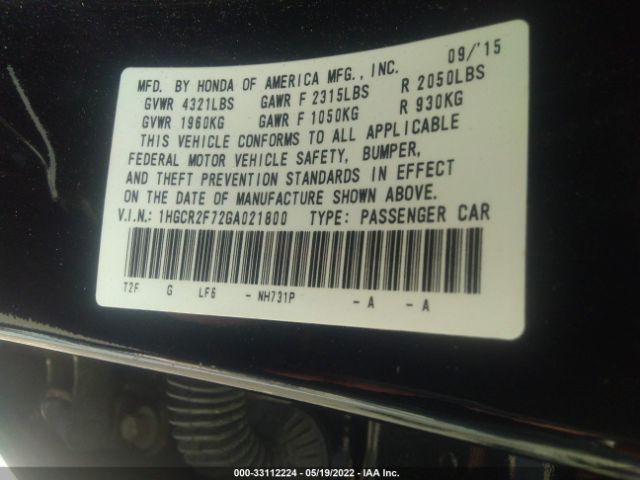 09/'15
MFD. BY HONDA OF AMERICA MFG., INC.
GVWR 4321LBS GAWR F 2315LBS R 2050LBS
GVWR 1960KG GAWR F 1050KG R 930KG
THIS VEHICLE CONFORMS TO ALL APPLICABLE
FEDERAL MOTOR VEHICLE SAFETY, BUMPER,
AND THEFT PREVENTION STANDARDS IN EFFECT
ON THE DATE OF MANUFACTURE SHOWN ABOVE.
V.I.N.: 1HGCR2F72GA021800 TYPE: PASSENGER CAR
T2F G LF6 - NH731P - A - A
000-33112224 - 05/19/2022 - IAA Inc.